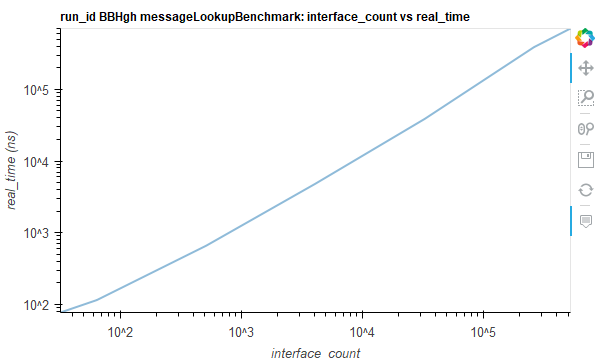 run_id BBHgh messageLookupBenchmark: interface_count vs real_time
real_time (ns)
10^5
10^4
10^3
10^2
10^2
10^3
10^4
10^5
interface_count